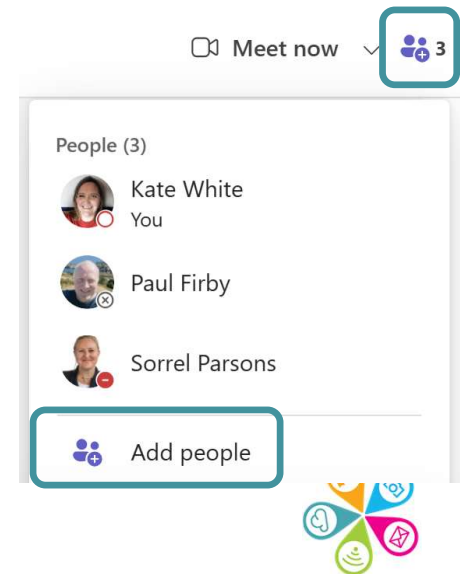 Meet now 3
People (3)
Kate White
You
Paul Firby
Sorrel Parsons
Add people